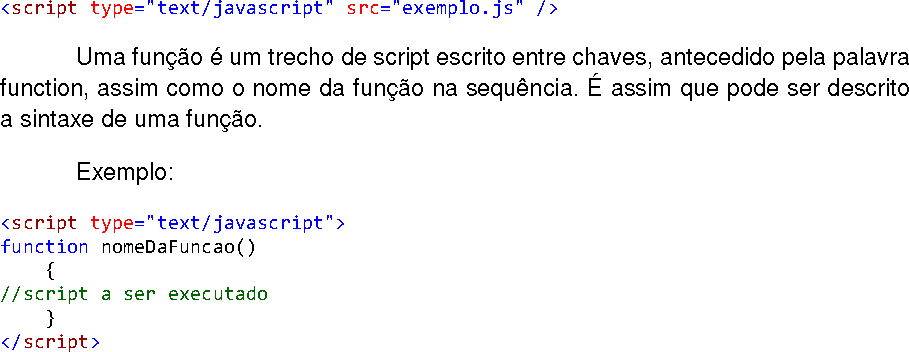 <script type="text/javascript" src="exemplo.js" />
Uma função é um trecho de script escrito entre chaves, antecedido pela palavra
function, assim como o nome da função na sequência. É assim que pode ser descrito
a sintaxe de uma função.
Exemplo:
<script type="text/javascript">
function nomeDaFuncao()
{
//script a ser executado
}
</script>